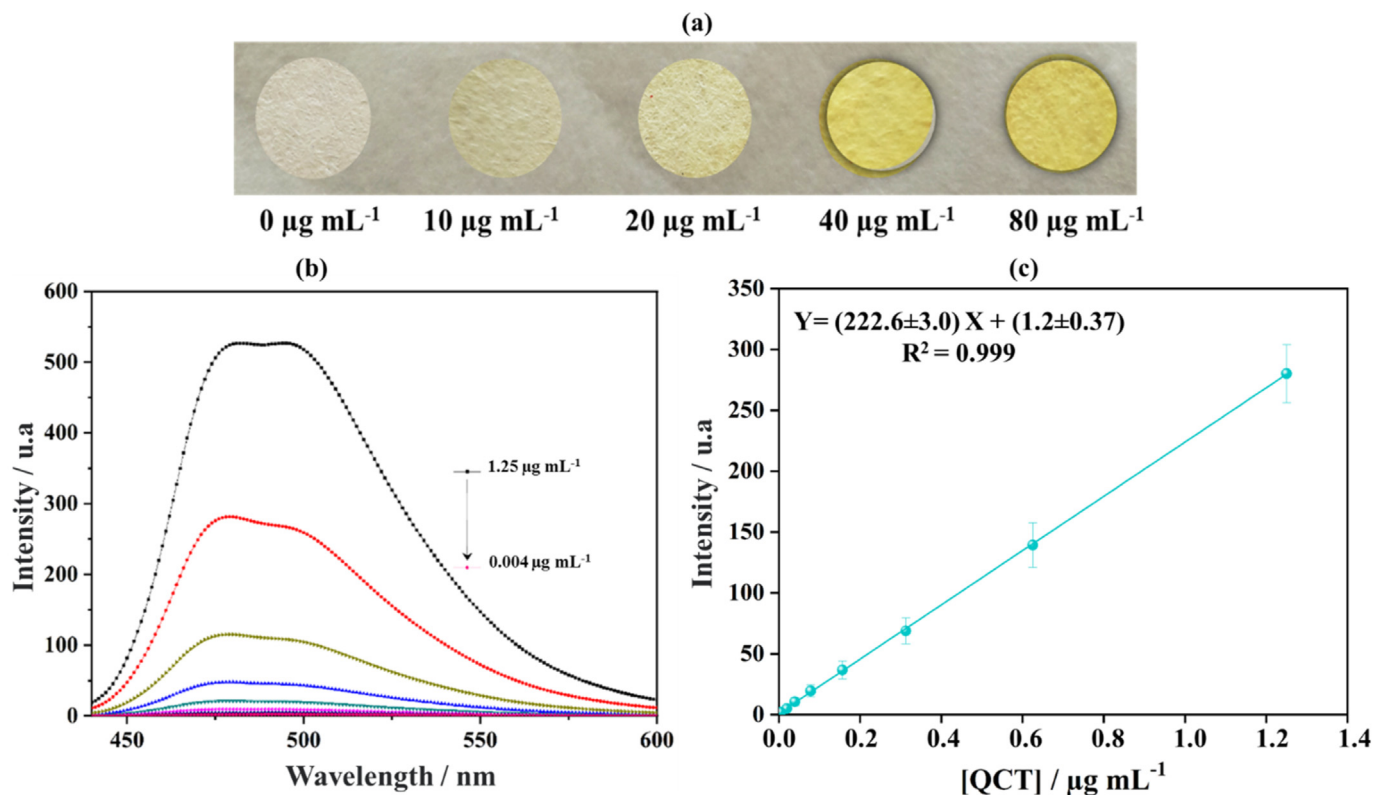 (a)
0 µg mL⁻¹ 10 µg mL⁻¹ 20 µg mL⁻¹ 40 µg mL⁻¹ 80 µg mL⁻¹
(b)
600
500
400
300
200
100
0
450 500 550 600
Intensity / u.a
Wavelength / nm
1.25 µg mL⁻¹
0.004 µg mL⁻¹
(c)
350
300
250
200
150
100
50
0
0.0 0.2 0.4 0.6 0.8 1.0 1.2 1.4
Intensity / u.a
[QCT] / µg mL⁻¹
Y= (222.6±3.0) X + (1.2±0.37)
R² = 0.999